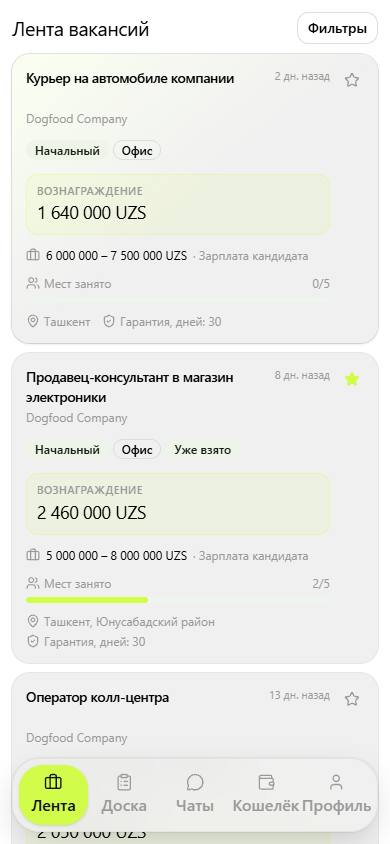 Лента вакансий
Фильтры
Курьер на автомобиле компании
2 дн. назад
Dogfood Company
Начальный
Офис
ВОЗНАГРАЖДЕНИЕ
1 640 000 UZS
6 000 000 – 7 500 000 UZS · Зарплата кандидата
Мест занято
0/5
Ташкент
Гарантия, дней: 30
Продавец-консультант в магазин
электроники
8 дн. назад
Dogfood Company
Начальный
Офис
Уже взято
ВОЗНАГРАЖДЕНИЕ
2 460 000 UZS
5 000 000 – 8 000 000 UZS · Зарплата кандидата
Мест занято
2/5
Ташкент, Юнусабадский район
Гарантия, дней: 30
Оператор колл-центра
13 дн. назад
Dogfood Company
Лента
Доска
Чаты
Кошелёк
Профиль
2 050 000 UZS